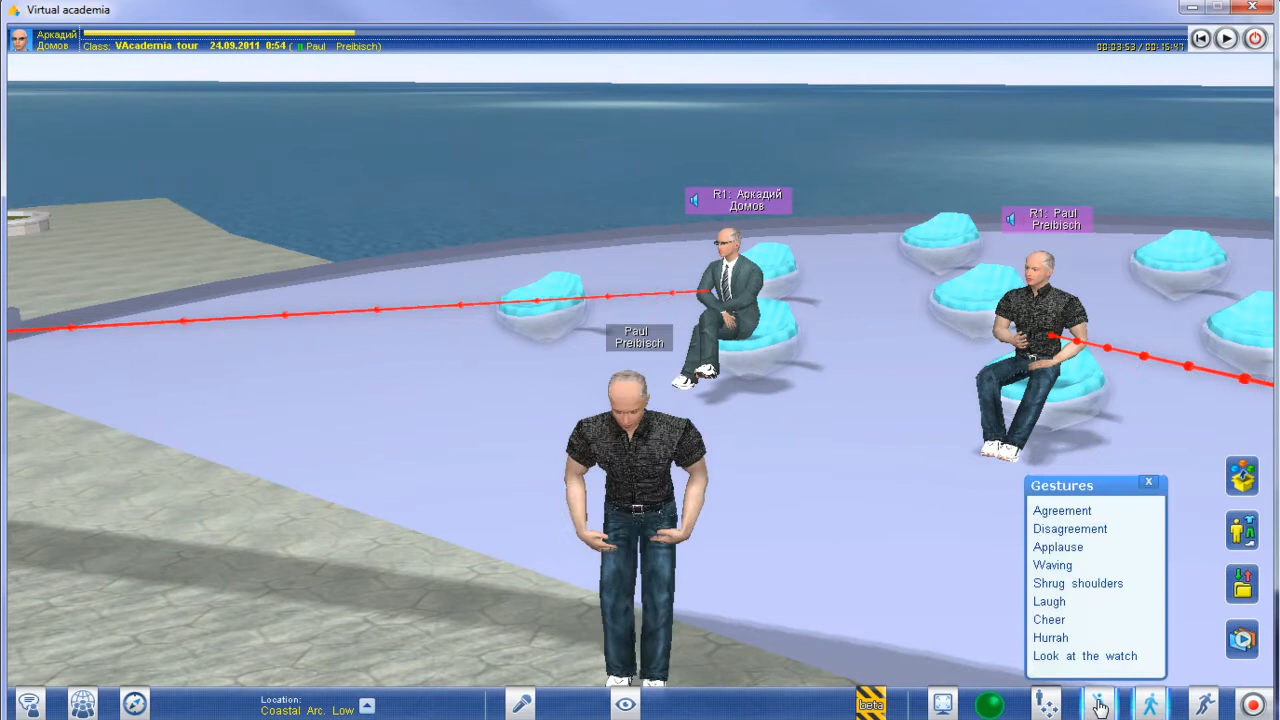 Virtual academia
Аркадий
Домов
Class: VAcademia tour 24.09.2011 0:54 ( Paul Preibisch)
00:03:53 / 00:15:47
R1: Аркадий
Домов
R1: Paul
Preibisch
Paul
Preibisch
Gestures
X
Agreement
Disagreement
Applause
Waving
Shrug shoulders
Laugh
Cheer
Hurrah
Look at the watch
Location:
Coastal Arc. Low
beta